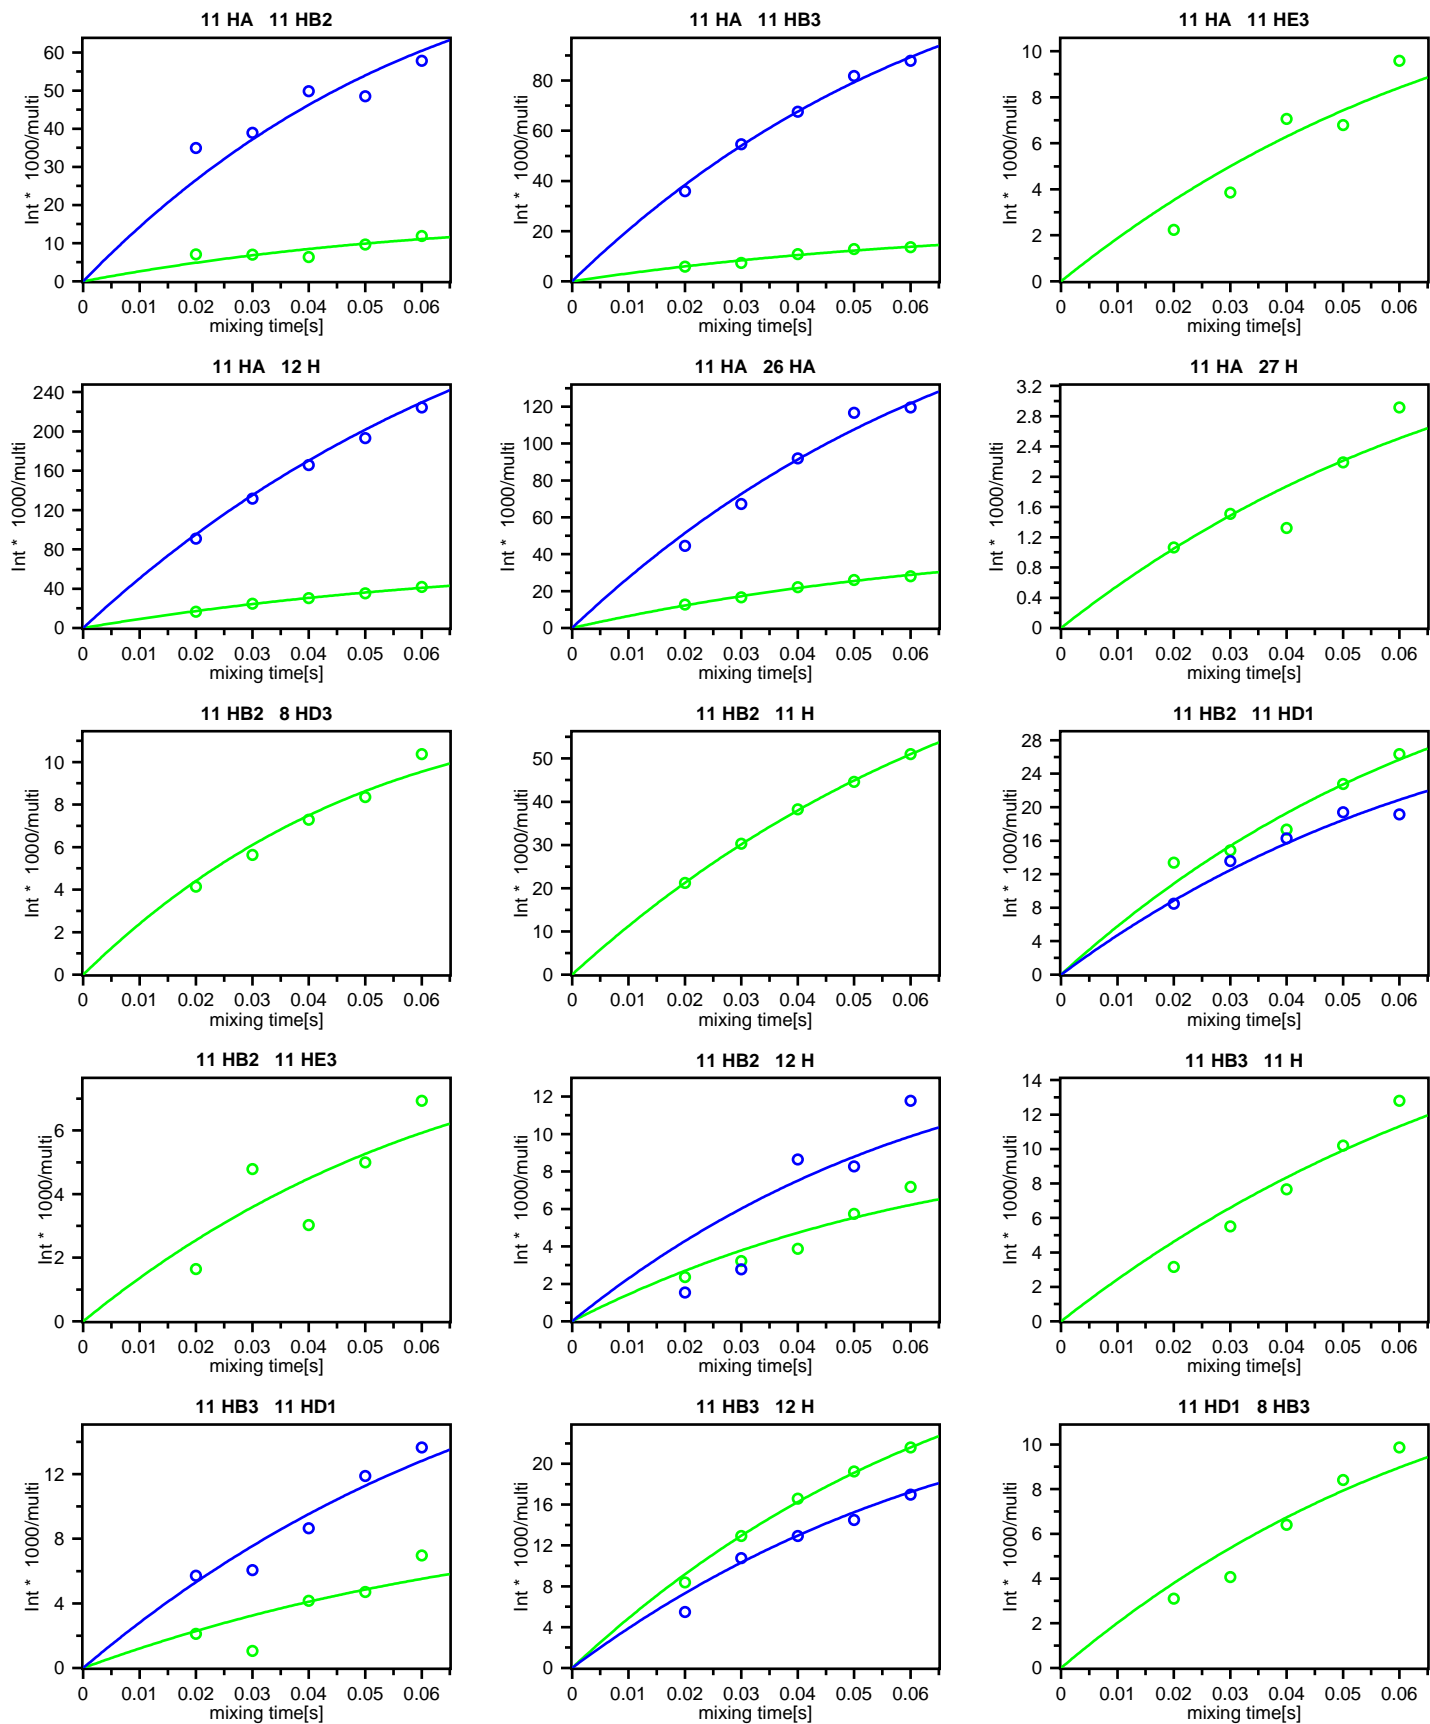 11 HA 11 HB2
11 HA 11 HB3
11 HA 11 HE3
Int * 1000/multi
60
50
40
30
20
10
0
0 0.01 0.02 0.03 0.04 0.05 0.06
mixing time[s]
Int * 1000/multi
80
60
40
20
0
0 0.01 0.02 0.03 0.04 0.05 0.06
mixing time[s]
Int * 1000/multi
10
8
6
4
2
0
0 0.01 0.02 0.03 0.04 0.05 0.06
mixing time[s]
11 HA 12 H
11 HA 26 HA
11 HA 27 H
Int * 1000/multi
240
200
160
120
80
40
0
0 0.01 0.02 0.03 0.04 0.05 0.06
mixing time[s]
Int * 1000/multi
120
100
80
60
40
20
0
0 0.01 0.02 0.03 0.04 0.05 0.06
mixing time[s]
Int * 1000/multi
3.2
2.8
2.4
2
1.6
1.2
0.8
0.4
0
0 0.01 0.02 0.03 0.04 0.05 0.06
mixing time[s]
11 HB2 8 HD3
11 HB2 11 H
11 HB2 11 HD1
Int * 1000/multi
10
8
6
4
2
0
0 0.01 0.02 0.03 0.04 0.05 0.06
mixing time[s]
Int * 1000/multi
50
40
30
20
10
0
0 0.01 0.02 0.03 0.04 0.05 0.06
mixing time[s]
Int * 1000/multi
28
24
20
16
12
8
4
0
0 0.01 0.02 0.03 0.04 0.05 0.06
mixing time[s]
11 HB2 11 HE3
11 HB2 12 H
11 HB3 11 H
Int * 1000/multi
6
4
2
0
0 0.01 0.02 0.03 0.04 0.05 0.06
mixing time[s]
Int * 1000/multi
12
10
8
6
4
2
0
0 0.01 0.02 0.03 0.04 0.05 0.06
mixing time[s]
Int * 1000/multi
14
12
10
8
6
4
2
0
0 0.01 0.02 0.03 0.04 0.05 0.06
mixing time[s]
11 HB3 11 HD1
11 HB3 12 H
11 HD1 8 HB3
Int * 1000/multi
12
8
4
0
0 0.01 0.02 0.03 0.04 0.05 0.06
mixing time[s]
Int * 1000/multi
20
16
12
8
4
0
0 0.01 0.02 0.03 0.04 0.05 0.06
mixing time[s]
Int * 1000/multi
10
8
6
4
2
0
0 0.01 0.02 0.03 0.04 0.05 0.06
mixing time[s]